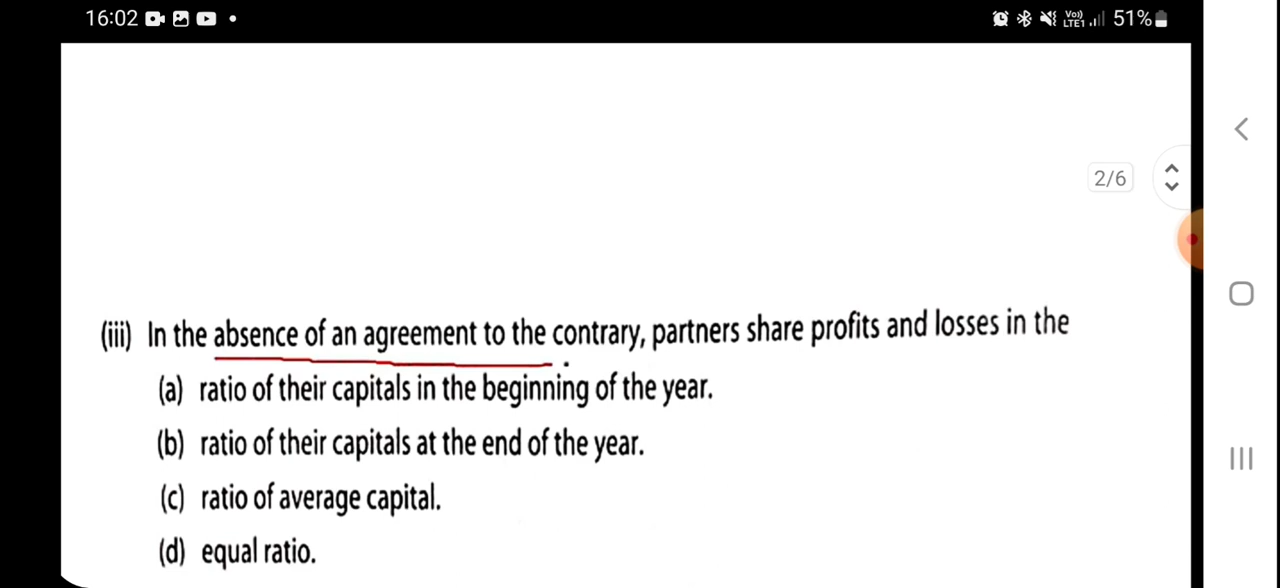 16:02
Vo)) LTE1 51%
2/6
(iii) In the absence of an agreement to the contrary, partners share profits and losses in the
(a) ratio of their capitals in the beginning of the year.
(b) ratio of their capitals at the end of the year.
(c) ratio of average capital.
(d) equal ratio.